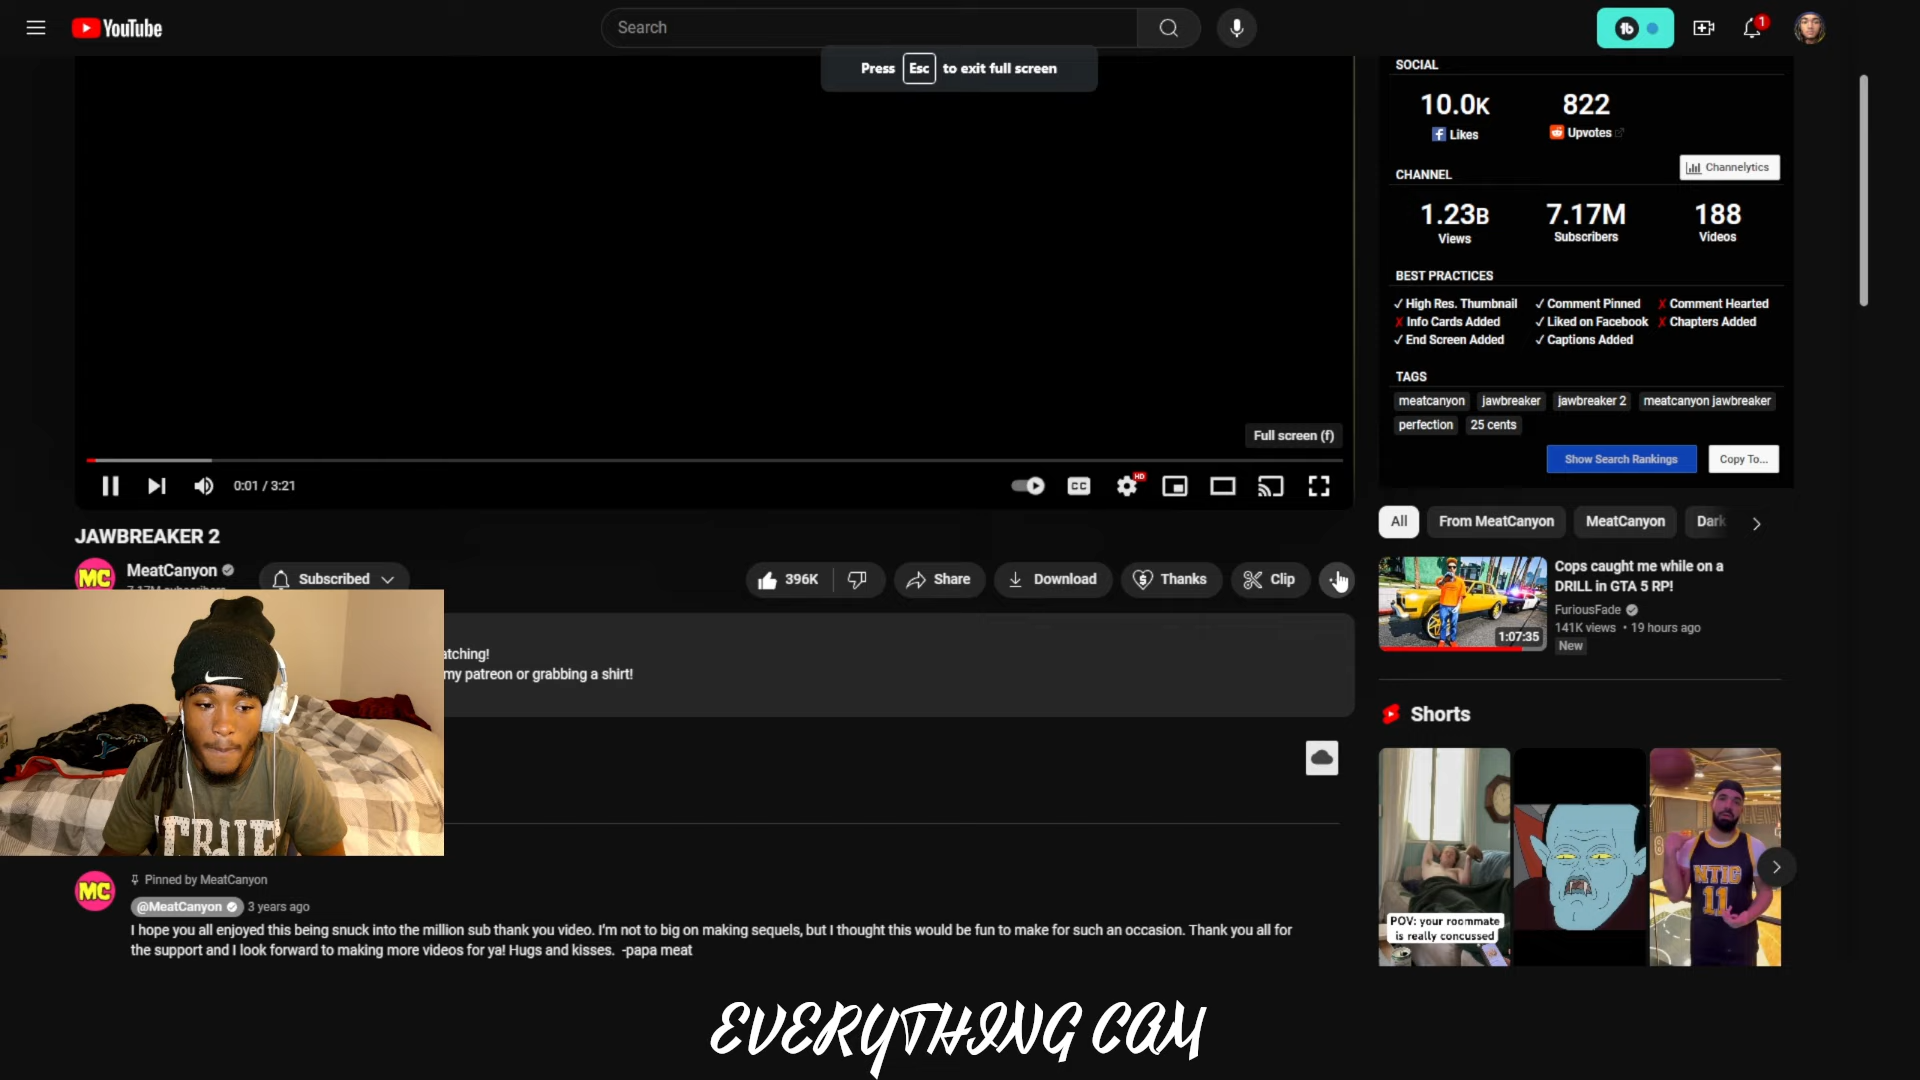 YouTube
Search
1
Press Esc to exit full screen
SOCIAL
10.0K
822
Likes
Upvotes
CHANNEL
Channelytics
1.23B
7.17M
188
Views
Subscribers
Videos
BEST PRACTICES
✓ High Res. Thumbnail ✓ Comment Pinned ✗ Comment Hearted
✗ Info Cards Added ✓ Liked on Facebook ✗ Chapters Added
✓ End Screen Added ✓ Captions Added
TAGS
meatcanyon jawbreaker jawbreaker 2 meatcanyon jawbreaker
perfection 25 cents
Show Search Rankings Copy To...
Full screen (f)
0:01 / 3:21
CC
HD
JAWBREAKER 2
MC
MeatCanyon
Subscribed
396K
Share
Download
Thanks
Clip
atching!
my patreon or grabbing a shirt!
All From MeatCanyon MeatCanyon Dark
Cops caught me while on a
DRILL in GTA 5 RP!
FuriousFade
141K views • 19 hours ago
New
1:07:35
Shorts
POV: your roommate
is really concussed
11
MC
Pinned by MeatCanyon
@MeatCanyon 3 years ago
I hope you all enjoyed this being snuck into the million sub thank you video. I'm not to big on making sequels, but I thought this would be fun to make for such an occasion. Thank you all for
the support and I look forward to making more videos for ya! Hugs and kisses. -papa meat
EVERYTHING CAM